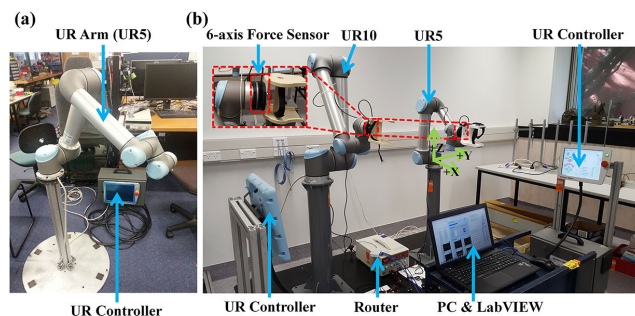 (a)
UR Arm (UR5)
UR Controller
(b)
6-axis Force Sensor
UR10
UR5
UR Controller
+Z
+Y
+X
UR Controller
Router
PC & LabVIEW